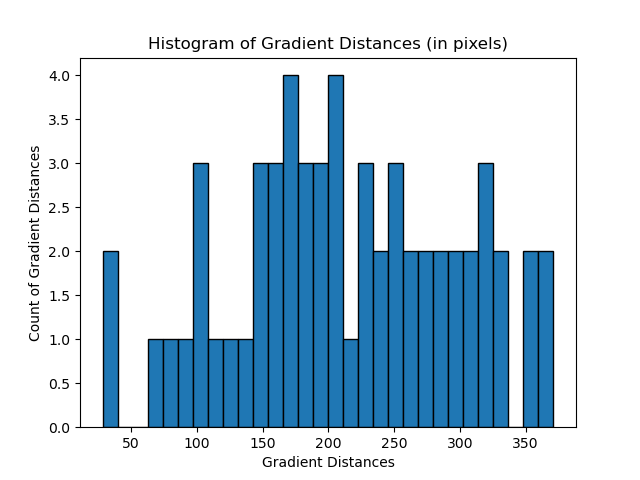 Histogram of Gradient Distances (in pixels)
Count of Gradient Distances
4.0
3.5
3.0
2.5
2.0
1.5
1.0
0.5
0.0
50 100 150 200 250 300 350
Gradient Distances